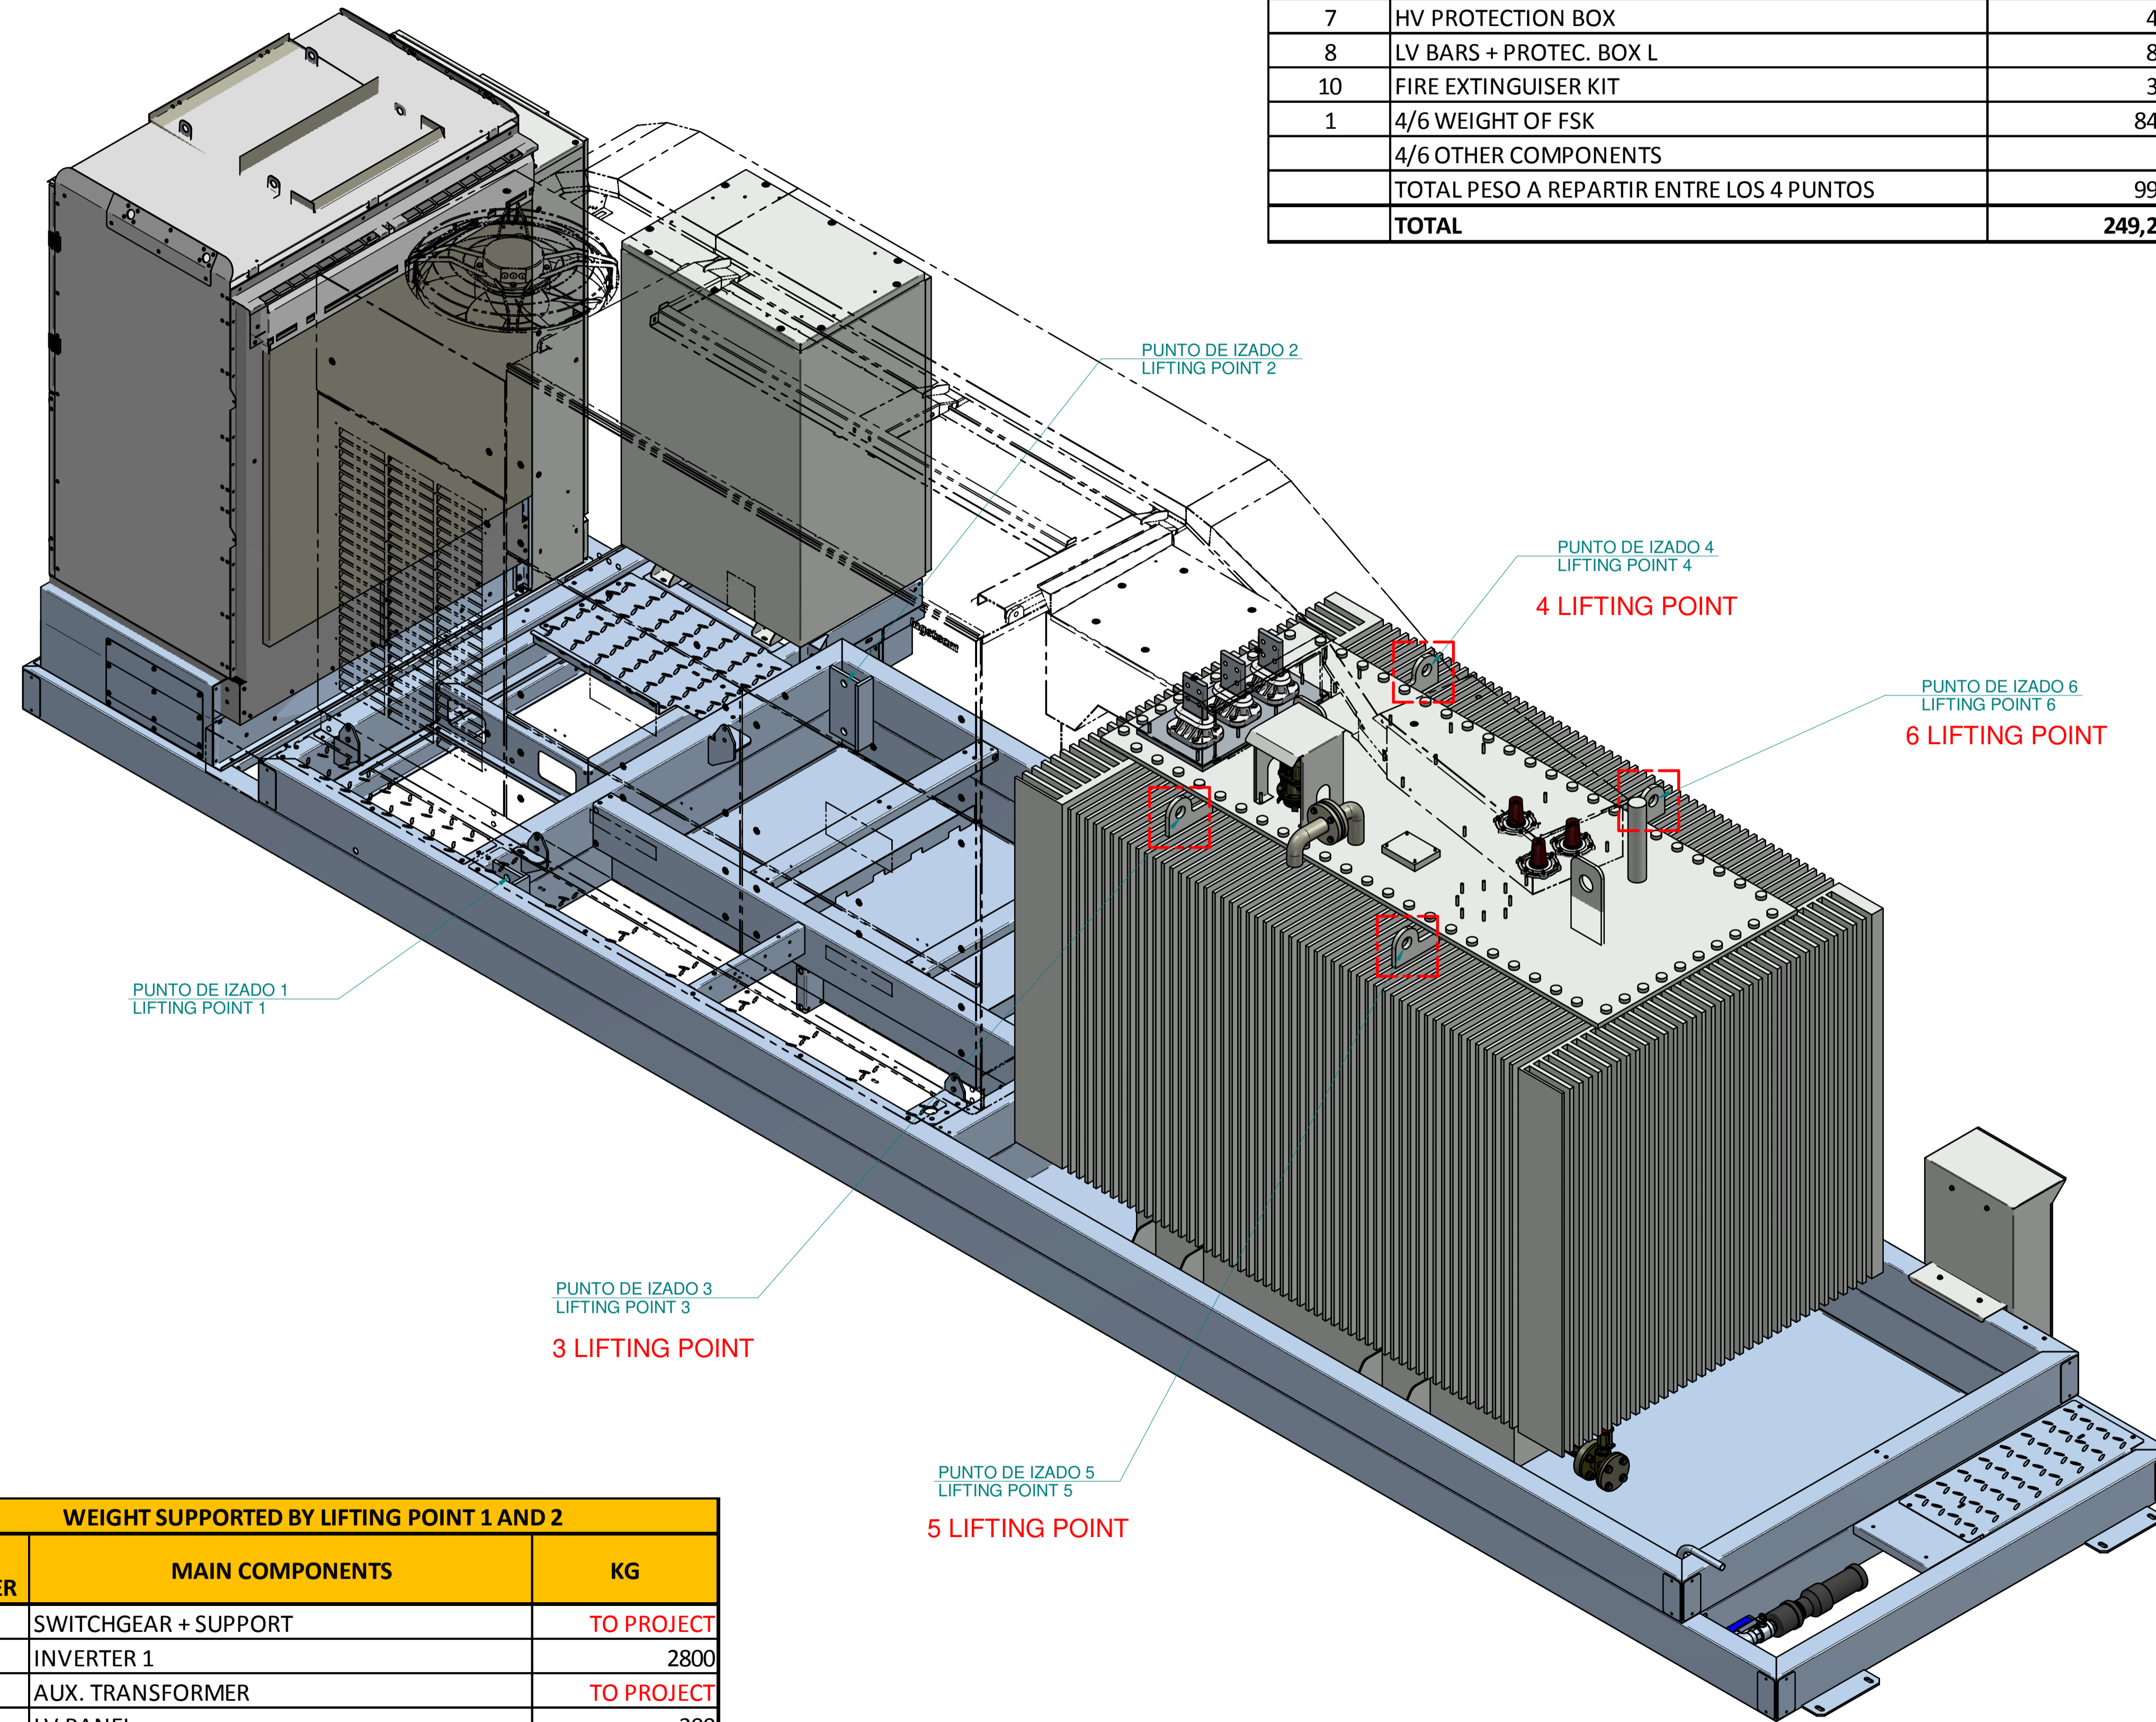 7 HV PROTECTION BOX 4
8 LV BARS + PROTEC. BOX L 8
10 FIRE EXTINGUISER KIT 3
1 4/6 WEIGHT OF FSK 84
4/6 OTHER COMPONENTS
TOTAL PESO A REPARTIR ENTRE LOS 4 PUNTOS 99
TOTAL 249,2
PUNTO DE IZADO 2
LIFTING POINT 2
PUNTO DE IZADO 4
LIFTING POINT 4
4 LIFTING POINT
PUNTO DE IZADO 6
LIFTING POINT 6
6 LIFTING POINT
PUNTO DE IZADO 1
LIFTING POINT 1
PUNTO DE IZADO 3
LIFTING POINT 3
3 LIFTING POINT
PUNTO DE IZADO 5
LIFTING POINT 5
5 LIFTING POINT
WEIGHT SUPPORTED BY LIFTING POINT 1 AND 2
ER MAIN COMPONENTS KG
SWITCHGEAR + SUPPORT TO PROJECT
INVERTER 1 2800
AUX. TRANSFORMER TO PROJECT